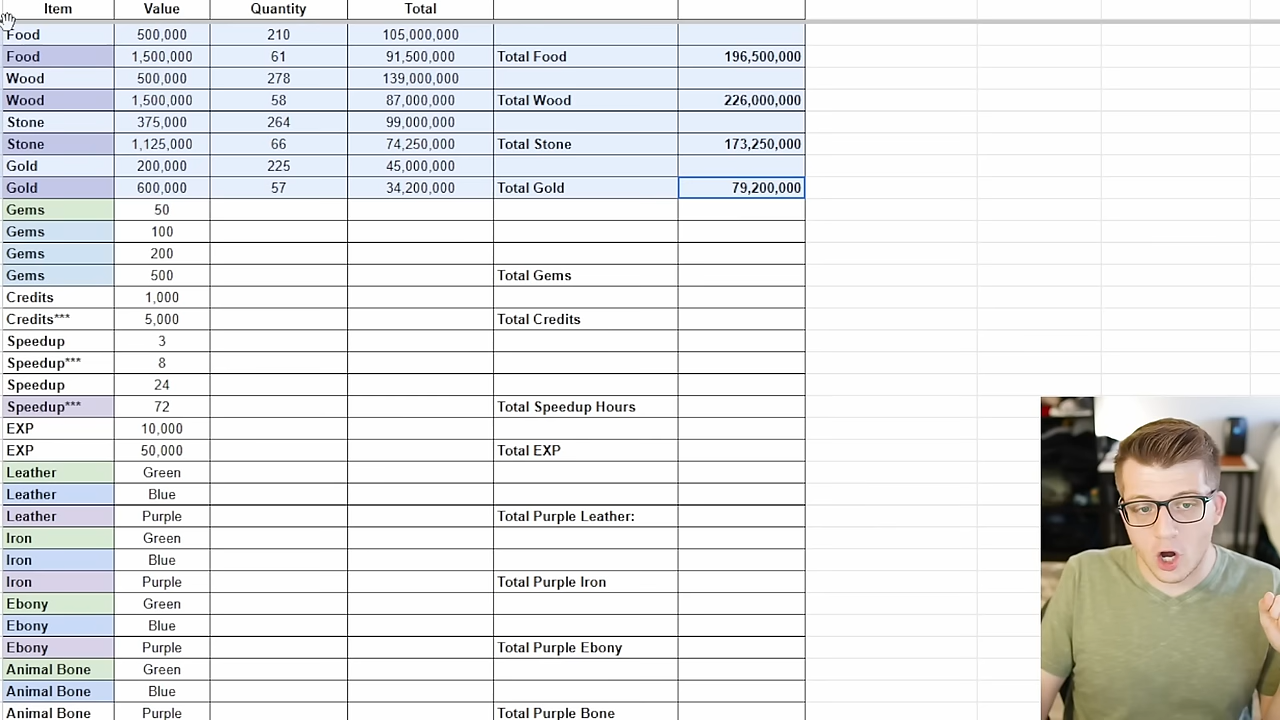 Item Value Quantity Total
Food 500,000 210 105,000,000
Food 1,500,000 61 91,500,000 Total Food 196,500,000
Wood 500,000 278 139,000,000
Wood 1,500,000 58 87,000,000 Total Wood 226,000,000
Stone 375,000 264 99,000,000
Stone 1,125,000 66 74,250,000 Total Stone 173,250,000
Gold 200,000 225 45,000,000
Gold 600,000 57 34,200,000 Total Gold 79,200,000
Gems 50
Gems 100
Gems 200
Gems 500 Total Gems
Credits 1,000
Credits*** 5,000 Total Credits
Speedup 3
Speedup*** 8
Speedup 24
Speedup*** 72 Total Speedup Hours
EXP 10,000
EXP 50,000 Total EXP
Leather Green
Leather Blue
Leather Purple Total Purple Leather:
Iron Green
Iron Blue
Iron Purple Total Purple Iron
Ebony Green
Ebony Blue
Ebony Purple Total Purple Ebony
Animal Bone Green
Animal Bone Blue
Animal Bone Purple Total Purple Bone